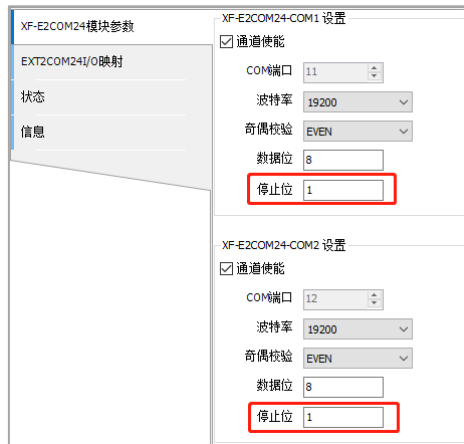 XF-E2COM24模块参数
EXT2COM24I/O映射
状态
信息
XF-E2COM24-COM1 设置
通道使能
COM端口 11
波特率 19200
奇偶校验 EVEN
数据位 8
停止位 1
XF-E2COM24-COM2 设置
通道使能
COM端口 12
波特率 19200
奇偶校验 EVEN
数据位 8
停止位 1